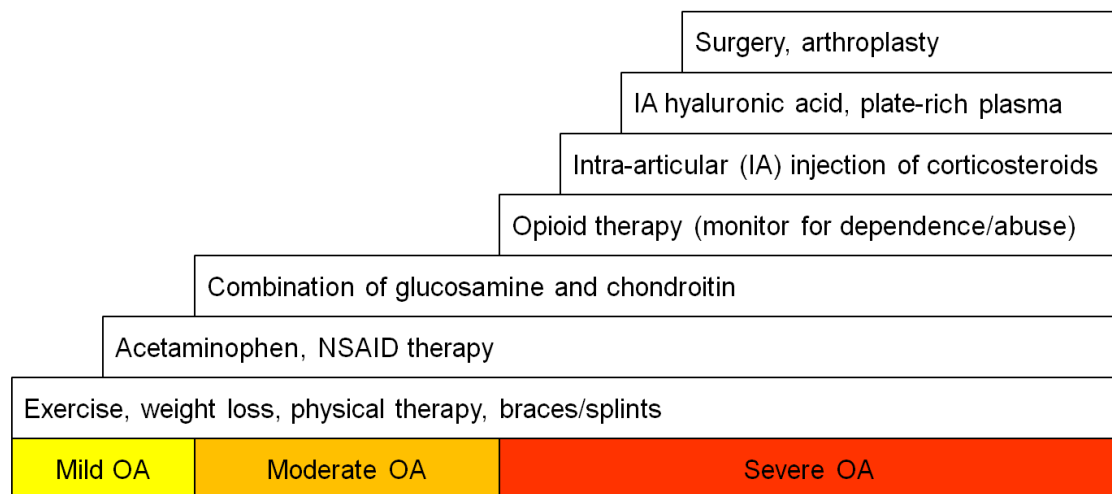 Surgery, arthroplasty
IA hyaluronic acid, plate-rich plasma
Intra-articular (IA) injection of corticosteroids
Opioid therapy (monitor for dependence/abuse)
Combination of glucosamine and chondroitin
Acetaminophen, NSAID therapy
Exercise, weight loss, physical therapy, braces/splints
Mild OA Moderate OA Severe OA